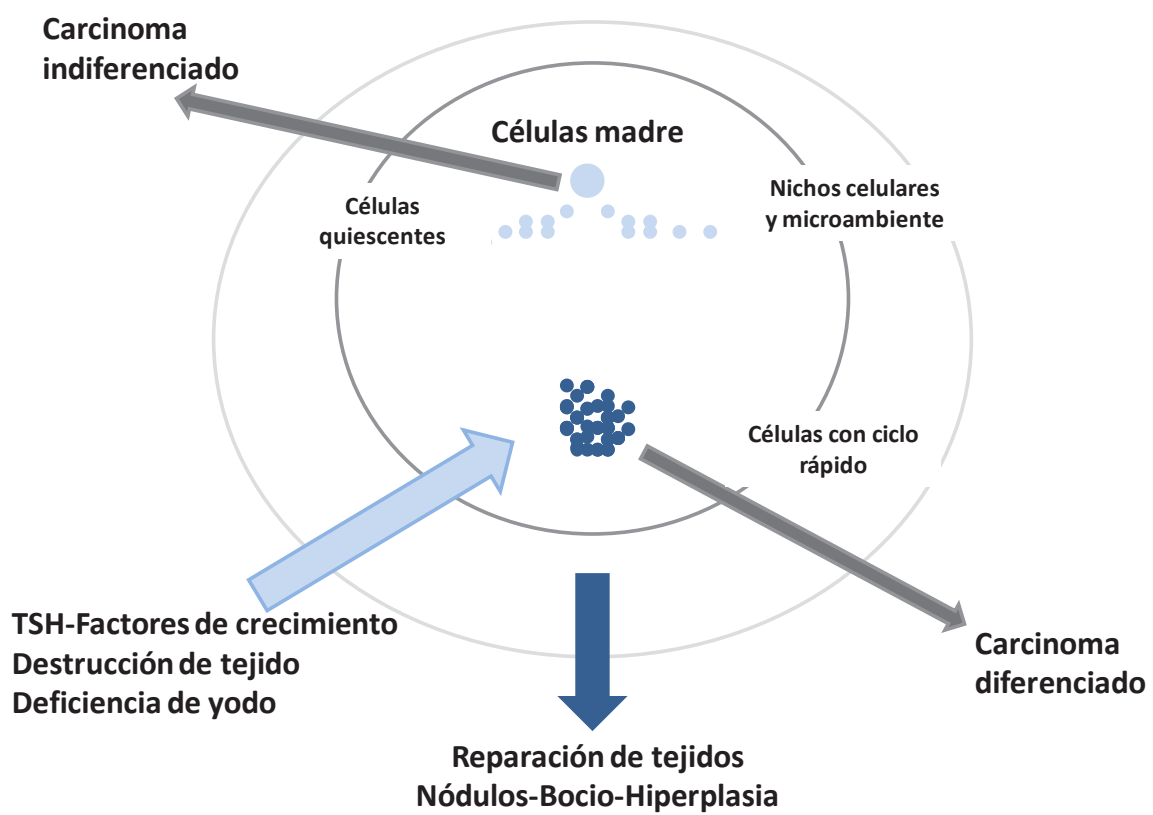 Carcinoma
indiferenciado
Células madre
Células
quiescentes
Nichos celulares
y microambiente
Células con ciclo
rápido
TSH-Factores de crecimiento
Destrucción de tejido
Deficiencia de yodo
Carcinoma
diferenciado
Reparación de tejidos
Nódulos-Bocio-Hiperplasia